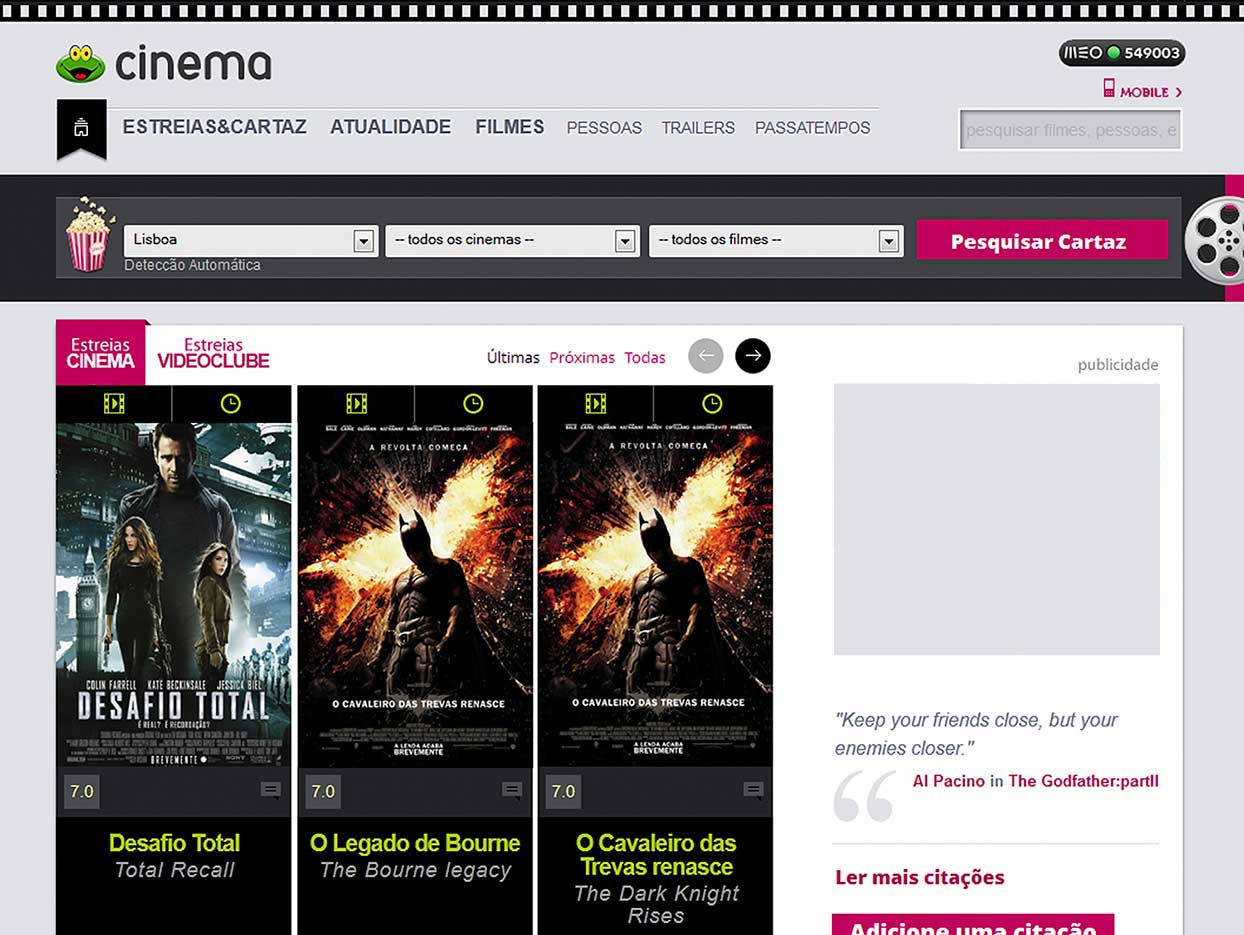 cinema
MEO 549003
MOBILE >
ESTREIAS&CARTAZ ATUALIDADE FILMES PESSOAS TRAILERS PASSATEMPOS
pesquisar filmes, pessoas, e
Lisboa
-- todos os cinemas --
-- todos os filmes --
Pesquisar Cartaz
Detecção Automática
Estreias
CINEMA
Estreias
VIDEOCLUBE
Últimas Próximas Todas
publicidade
COLIN FARRELL KATE BECKINSALE JESSICA BIEL
DESAFIO TOTAL
É REAL? É RECORDAÇÃO?
BREVEMENTE
SONY
A REVOLTA COMEÇA
O CAVALEIRO DAS TREVAS RENASCE
A LENDA ACABA
BREVEMENTE
A REVOLTA COMEÇA
O CAVALEIRO DAS TREVAS RENASCE
A LENDA ACABA
BREVEMENTE
7.0
7.0
7.0
Desafio Total
Total Recall
O Legado de Bourne
The Bourne legacy
O Cavaleiro das
Trevas renasce
The Dark Knight
Rises
"Keep your friends close, but your
enemies closer."
Al Pacino in The Godfather:partII
Ler mais citações
Adicione uma citação